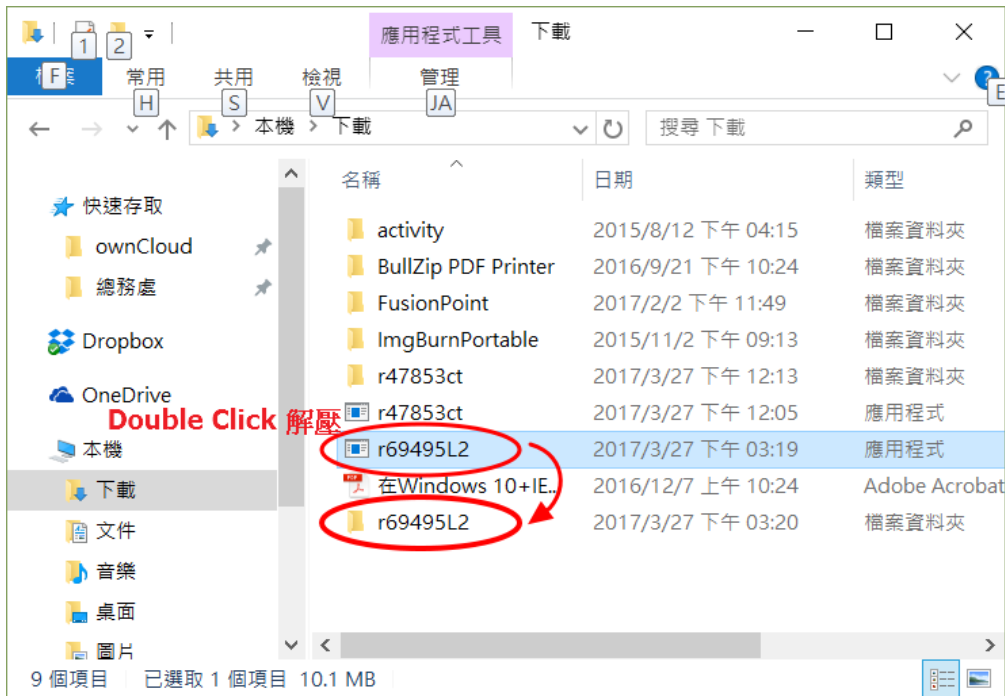 1 2 應用程式工具 下載
F 檔案 常用 共用 檢視 管理
H S V JA E
本機 下載 搜尋 下載
名稱 日期 類型
快速存取
ownCloud
總務處
Dropbox
OneDrive
本機
下載
文件
音樂
桌面
圖片
activity 2015/8/12 下午 04:15 檔案資料夾
BullZip PDF Printer 2016/9/21 下午 10:24 檔案資料夾
FusionPoint 2017/2/2 下午 11:49 檔案資料夾
ImgBurnPortable 2015/11/2 下午 09:13 檔案資料夾
r47853ct 2017/3/27 下午 12:13 檔案資料夾
r47853ct 2017/3/27 下午 12:05 應用程式
Double Click 解壓
r69495L2 2017/3/27 下午 03:19 應用程式
在Windows 10+IE... 2016/12/7 上午 10:24 Adobe Acrobat
r69495L2 2017/3/27 下午 03:20 檔案資料夾
9 個項目 已選取 1 個項目 10.1 MB